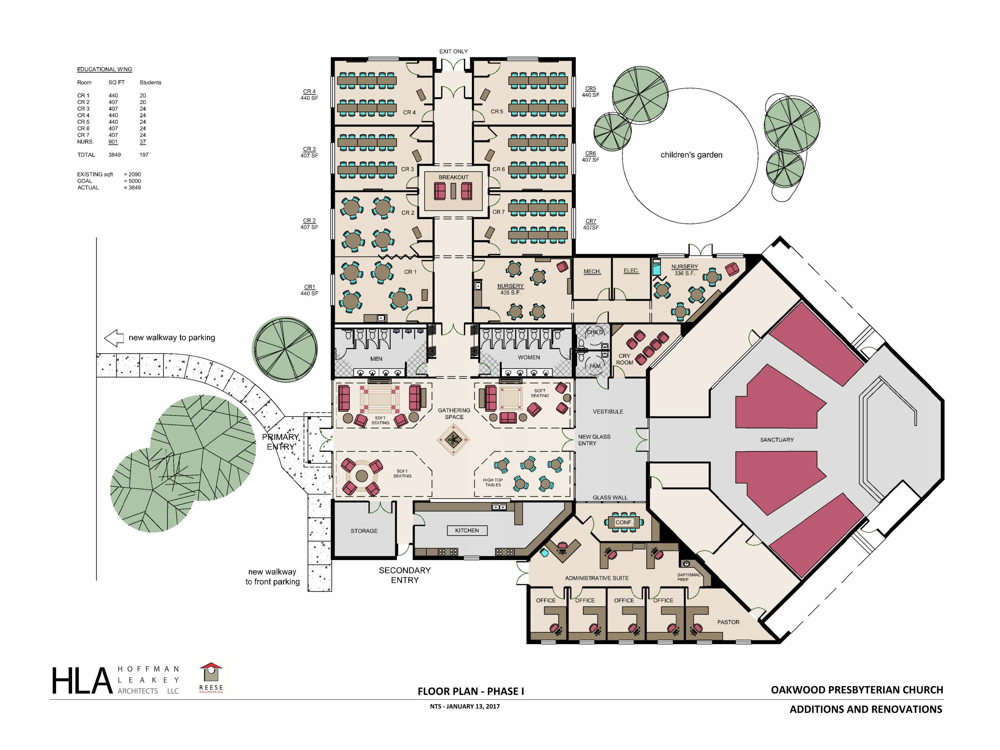 EXIT ONLY
EDUCATIONAL WING
Room SQ FT Students
CR 1 440 20
CR 2 407 20
CR 3 407 24
CR 4 440 24
CR 5 440 24
CR 6 407 24
CR 7 407 24
NURS. 901 37
TOTAL 3849 197
EXISTING sqft = 2090
GOAL = 5000
ACTUAL = 3849
CR 4
440 SF
CR 4
CR 5
CR5
440 SF
CR 3
407 SF
CR 3
CR 6
CR6
407 SF
children's garden
BREAKOUT
CR 2
407 SF
CR 2
CR 7
CR7
407SF
CR1
440 SF
CR 1
NURSERY
435 S.F.
MECH.
ELEC.
NURSERY
336 S.F.
new walkway to parking
MEN
WOMEN
CHILD
FAM.
CRY
ROOM
SOFT
SEATING
GATHERING
SPACE
SOFT
SEATING
VESTIBULE
PRIMARY
ENTRY
NEW GLASS
ENTRY
SANCTUARY
SOFT
SEATING
HIGH TOP
TABLES
GLASS WALL
STORAGE
KITCHEN
CONF.
SECONDARY
ENTRY
new walkway
to front parking
ADMINISTRATIVE SUITE
BAPTISMAL
PREP
OFFICE
OFFICE
OFFICE
OFFICE
PASTOR
HLA
HOFFMAN
LEAKEY
ARCHITECTS LLC
REESE
ENGINEERING
FLOOR PLAN - PHASE I
NTS - JANUARY 13, 2017
OAKWOOD PRESBYTERIAN CHURCH
ADDITIONS AND RENOVATIONS